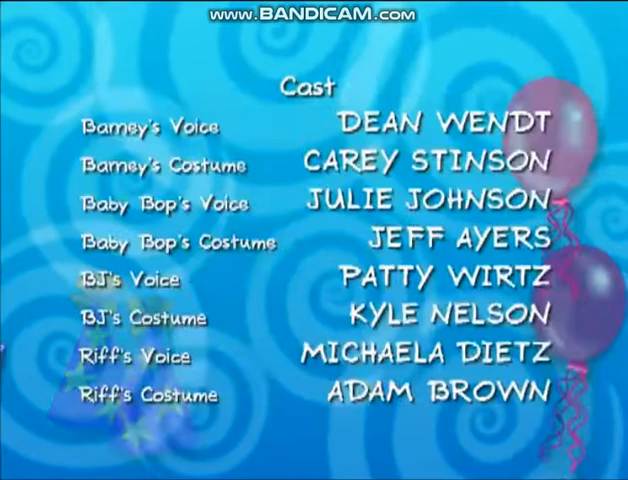 www.BANDICAM.com
Cast
Barney's Voice DEAN WENDT
Barney's Costume CAREY STINSON
Baby Bop's Voice JULIE JOHNSON
Baby Bop's Costume JEFF AYERS
BJ's Voice PATTY WIRTZ
BJ's Costume KYLE NELSON
Riff's Voice MICHAELA DIETZ
Riff's Costume ADAM BROWN